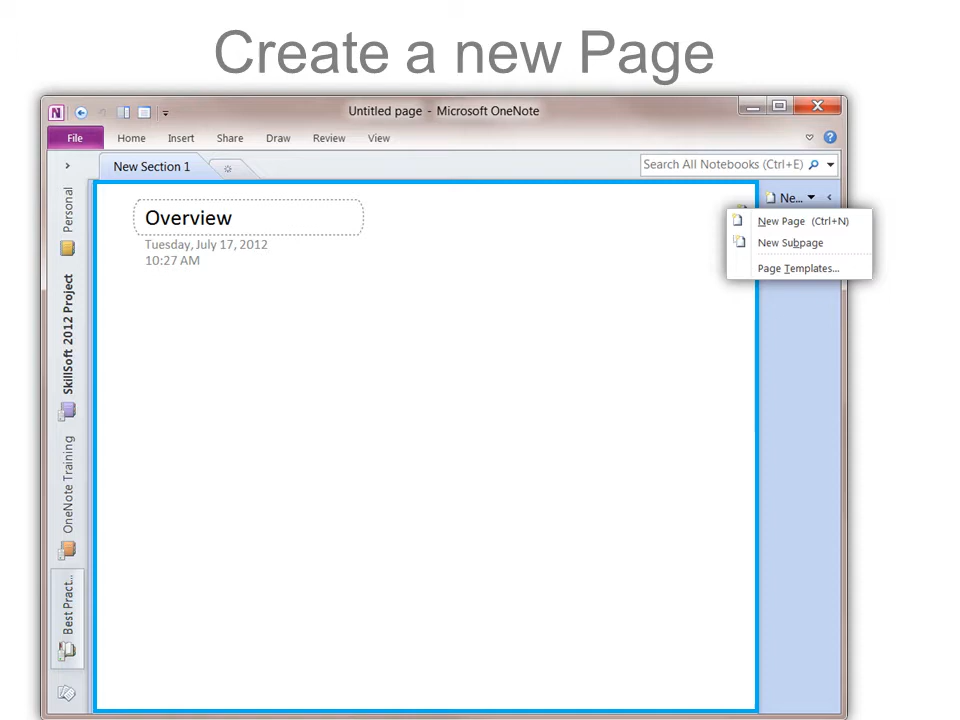 Create a new Page
Untitled page - Microsoft OneNote
File Home Insert Share Draw Review View
New Section 1
Search All Notebooks (Ctrl+E)
Ne...
New Page (Ctrl+N)
New Subpage
Page Templates...
Overview
Tuesday, July 17, 2012
10:27 AM
Personal
SkillSoft 2012 Project
OneNote Training
Best Pract...